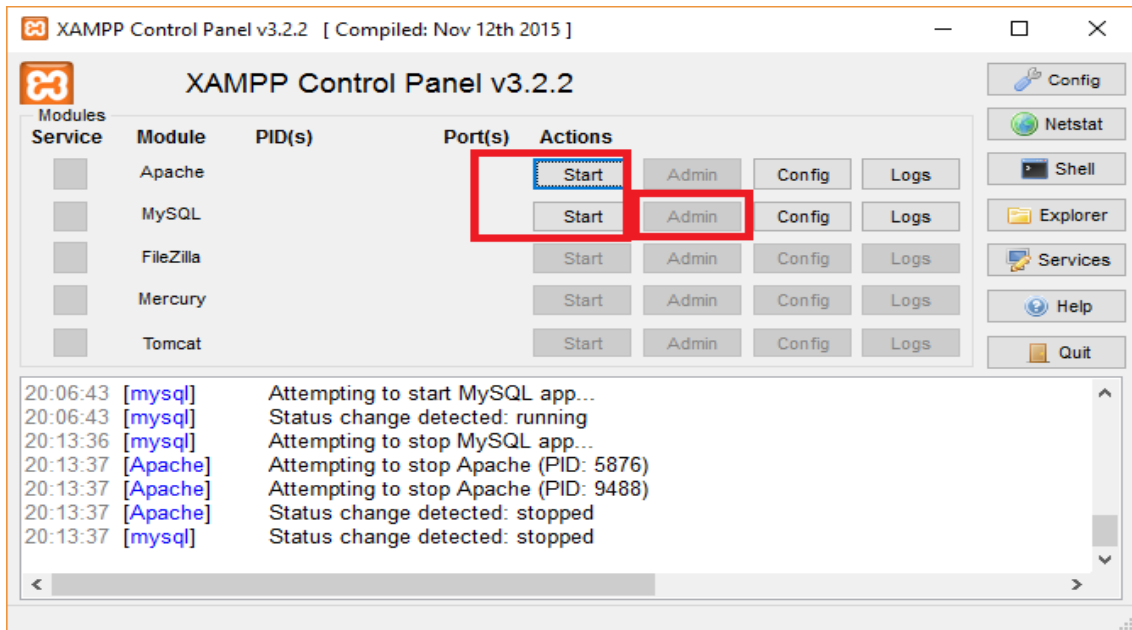 XAMPP Control Panel v3.2.2 [ Compiled: Nov 12th 2015 ]
XAMPP Control Panel v3.2.2
Config
Modules
Service Module PID(s) Port(s) Actions
Netstat
Apache Start Admin Config Logs
Shell
MySQL Start Admin Config Logs
Explorer
FileZilla Start Admin Config Logs
Services
Mercury Start Admin Config Logs
Help
Tomcat Start Admin Config Logs
Quit
20:06:43 [mysql] Attempting to start MySQL app...
20:06:43 [mysql] Status change detected: running
20:13:36 [mysql] Attempting to stop MySQL app...
20:13:37 [Apache] Attempting to stop Apache (PID: 5876)
20:13:37 [Apache] Attempting to stop Apache (PID: 9488)
20:13:37 [Apache] Status change detected: stopped
20:13:37 [mysql] Status change detected: stopped